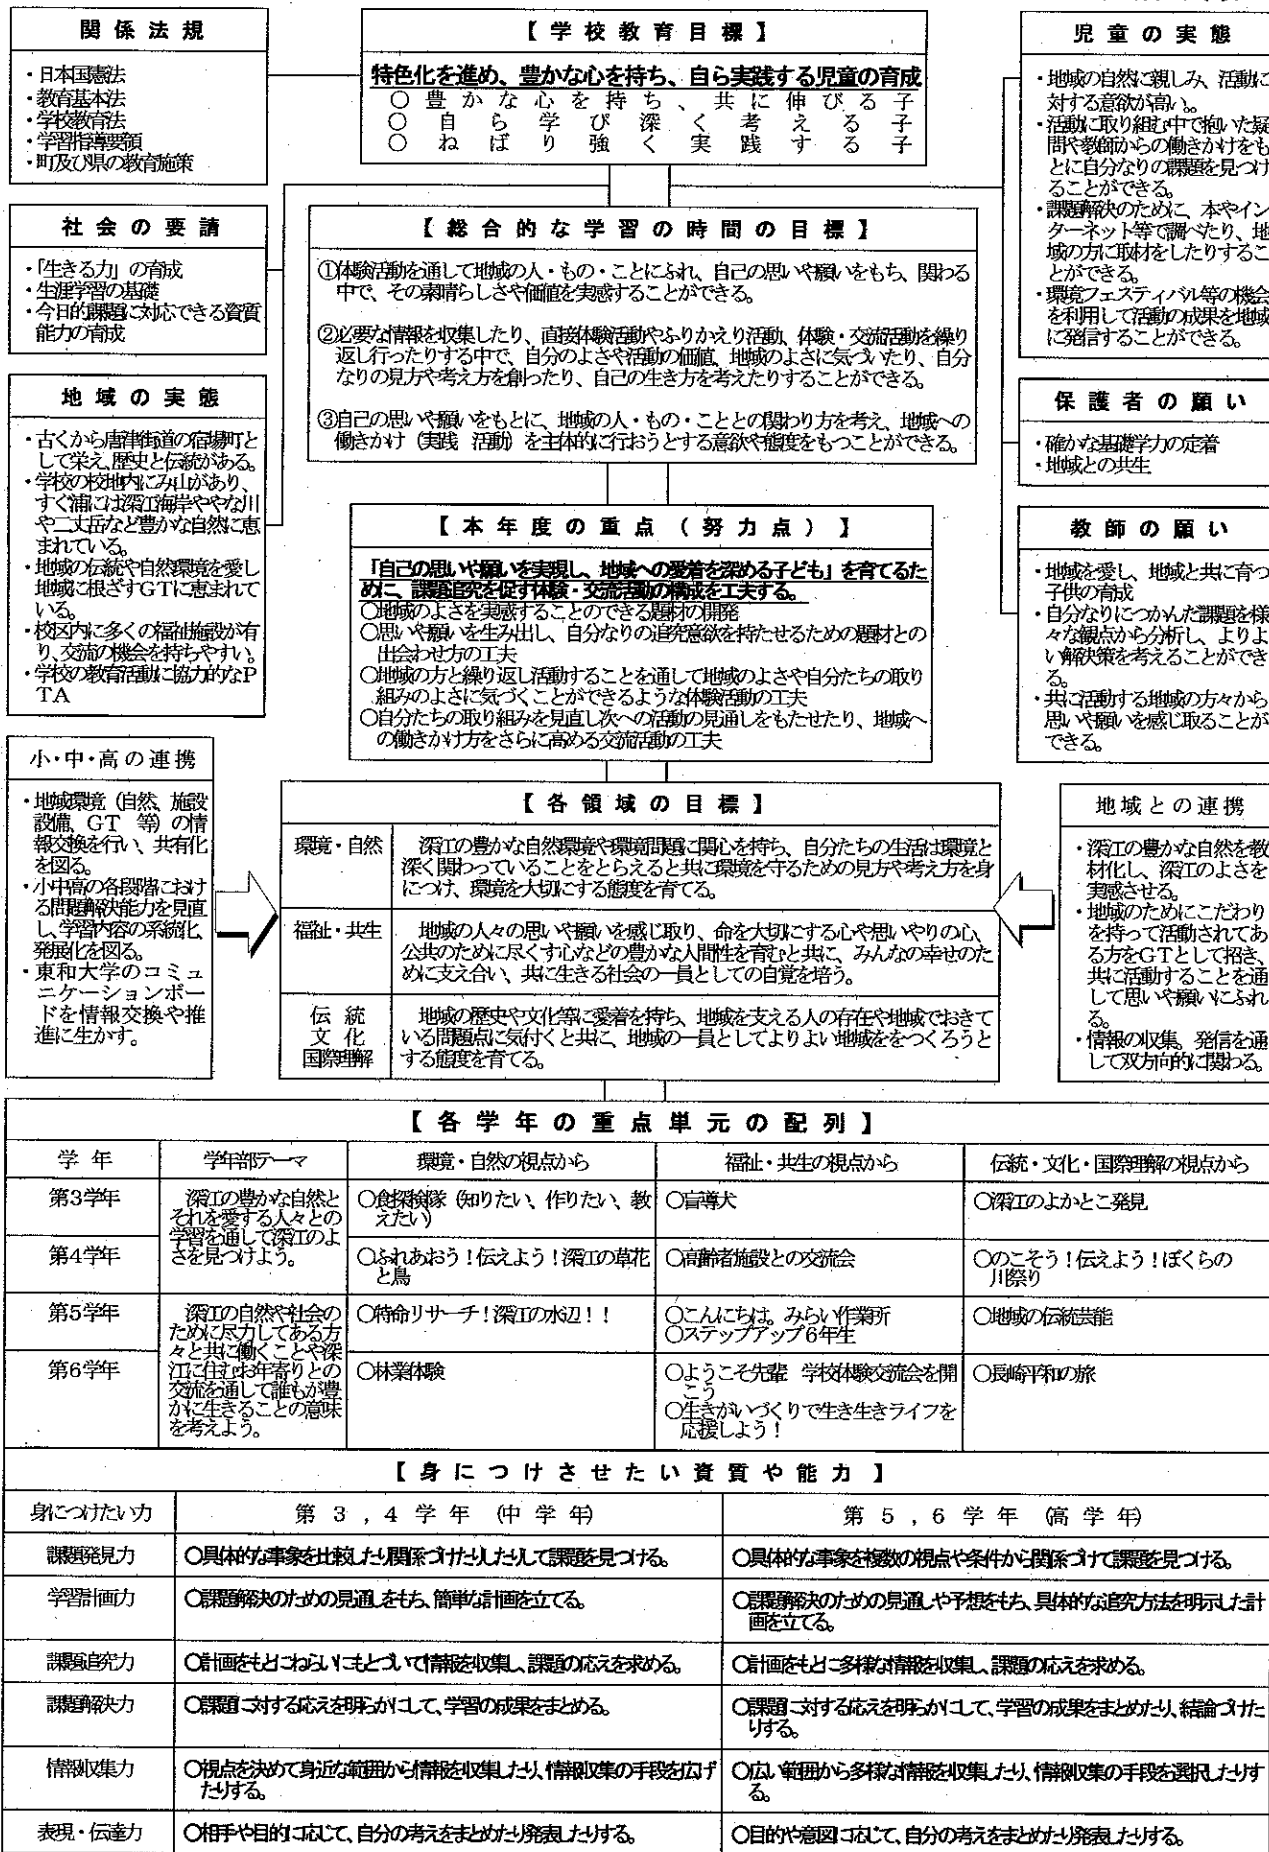 関係法規
・日本国憲法
・教育基本法
・学校教育法
・学習指導要領
・町及び県の教育施策
【学校教育目標】
特色化を進め、豊かな心を持ち、自ら実践する児童の育成
○豊かな心を持ち、共に伸びる子
○自ら学び深く考える子
○ねばり強く実践する子
児童の実態
・地域の自然に親しみ、活動に
対する意欲が高い。
・活動に取り組む中で抱いた疑
問や教師からの働きかけをも
とに自分なりの課題を見つけ
ることができる。
・課題解決のために、本やイン
ターネット等で調べたり、地
域の方に取材をしたりするこ
とができる。
・環境フェスティバル等の機会
を利用して活動の成果を地域
に発信することができる。
社会の要請
・「生きる力」の育成
・生涯学習の基礎
・今日的課題に対応できる資質
能力の育成
【総合的な学習の時間の目標】
①体験活動を通して地域の人・もの・ことにふれ、自己の思いや願いをもち、関わる
中で、その素晴らしさや価値を実感することができる。
②必要な情報を収集したり、直接体験活動やふりかえり活動、体験・交流活動を繰り
返し行ったりする中で、自分のよさや活動の価値、地域のよさに気づいたり、自分
なりの見方や考え方を創ったり、自己の生き方を考えたりすることができる。
③自己の思いや願いをもとに、地域の人・もの・こととの関わり方を考え、地域への
働きかけ（実践 活動）を主体的に行おうとする意欲や態度をもつことができる。
地域の実態
・古くから唐津街道の宿場町と
して栄え、歴史と伝統がある。
・学校の校地内にみ山があり、
すぐ浦には深江海岸ややな川
や二丈岳など豊かな自然に恵
まれている。
・地域の伝統や自然環境を愛し
地域に根ざすGTに恵まれて
いる。
・校区内に多くの福祉施設が有
り、交流の機会を持ちやすい。
・学校の教育活動に協力的なP
TA
保護者の願い
・確かな基礎学力の定着
・地域との共生
【本年度の重点（努力点）】
「自己の思いや願いを実現し、地域への愛着を深める子ども」を育てるた
めに、課題追究を促す体験・交流活動の構成を工夫する。
○地域のよさを実感することのできる題材の開発
○思いや願いを生み出し、自分なりの追究意欲を持たせるための題材との
出会わせ方の工夫
○地域の方と繰り返し活動することを通して地域のよさや自分たちの取り
組みのよさに気づくことができるような体験活動の工夫
○自分たちの取り組みを見直し次への活動の見通しをもたせたり、地域へ
の働きかけ方をさらに高める交流活動の工夫
教師の願い
・地域を愛し、地域と共に育つ
子供の育成
・自分なりにつかんだ課題を様
々な観点から分析し、よりよ
い解決策を考えることができ
る。
・共に活動する地域の方々から
思いや願いを感じ取ることが
できる。
小・中・高の連携
・地域環境（自然、施設
設備、GT 等）の情
報交換を行い、共有化
を図る。
・小中高の各段階におけ
る問題解決能力を見直
し、学習内容の系統化、
発展化を図る。
・東和大学のコミュ
ニケーションボー
ドを情報交換や推
進に生かす。
【各領域の目標】
環境・自然
深江の豊かな自然環境や環境問題に関心を持ち、自分たちの生活は環境と
深く関わっていることをとらえると共に環境を守るための見方や考え方を身
につけ、環境を大切にする態度を育てる。
福祉・共生
地域の人々の思いや願いを感じ取り、命を大切にする心や思いやりの心、
公共のために尽くす心などの豊かな人間性を育むと共に、みんなの幸せのた
めに支え合い、共に生きる社会の一員としての自覚を培う。
伝統
文化
国際理解
地域の歴史や文化等に愛着を持ち、地域を支える人の存在や地域でおきて
いる問題点に気付くと共に、地域の一員としてよりよい地域ををつくろうと
する態度を育てる。
地域との連携
・深江の豊かな自然を教
材化し、深江のよさを
実感させる。
・地域のためにこだわり
を持って活動されてあ
る方をGTとして招き、
共に活動することを通
して思いや願いにふれ
る。
・情報の収集、発信を通
して双方向的に関わる。
【各学年の重点単元の配列】
学年 学年部テーマ 環境・自然の視点から 福祉・共生の視点から 伝統・文化・国際理解の視点から
第3学年
第4学年
深江の豊かな自然と
それを愛する人々との
学習を通して深江のよ
さを見つけよう。
○食探検隊（知りたい、作りたい、教
えたい）
○盲導犬
○深江のよかとこ発見
○ふれあおう！伝えよう！深江の草花
と鳥
○高齢者施設との交流会
○のこそう！伝えよう！ぼくらの
川祭り
第5学年
第6学年
深江の自然や社会の
ために尽力してある方
々と共に働くことや深
江に住むお年寄りとの
交流を通して誰もが豊
かに生きることの意味
を考えよう。
○特命リサーチ！深江の水辺！！
○こんにちは。みらい作業所
○ステップアップ6年生
○地域の伝統芸能
○林業体験
○ようこそ先輩 学校体験交流会を開
こう
○生きがいづくりで生き生きライフを
応援しよう！
○長崎平和の旅
【身につけさせたい資質や能力】
身につけたい力 第3，4学年（中学年） 第5，6学年（高学年）
課題発見力
○具体的な事象を比較したり関係づけたりしたりして課題を見つける。
○具体的な事象を複数の視点や条件から関係づけて課題を見つける。
学習計画力
○課題解決のための見通しをもち、簡単な計画を立てる。
○課題解決のための見通しや予想をもち、具体的な追究方法を明示した計
画を立てる。
課題追究力
○計画をもとにねらいにもとづいて情報を収集し、課題の応えを求める。
○計画をもとに多様な情報を収集し、課題の応えを求める。
課題解決力
○課題に対する応えを明らかにして、学習の成果をまとめる。
○課題に対する応えを明らかにして、学習の成果をまとめたり、結論づけた
りする。
情報収集力
○視点を決めて身近な範囲から情報を収集したり、情報収集の手段を広げ
たりする。
○広い範囲から多様な情報を収集したり、情報収集の手段を選択したりす
る。
表現・伝達力
○相手や目的に応じて、自分の考えをまとめたり発表したりする。
○目的や意図に応じて、自分の考えをまとめたり発表したりする。